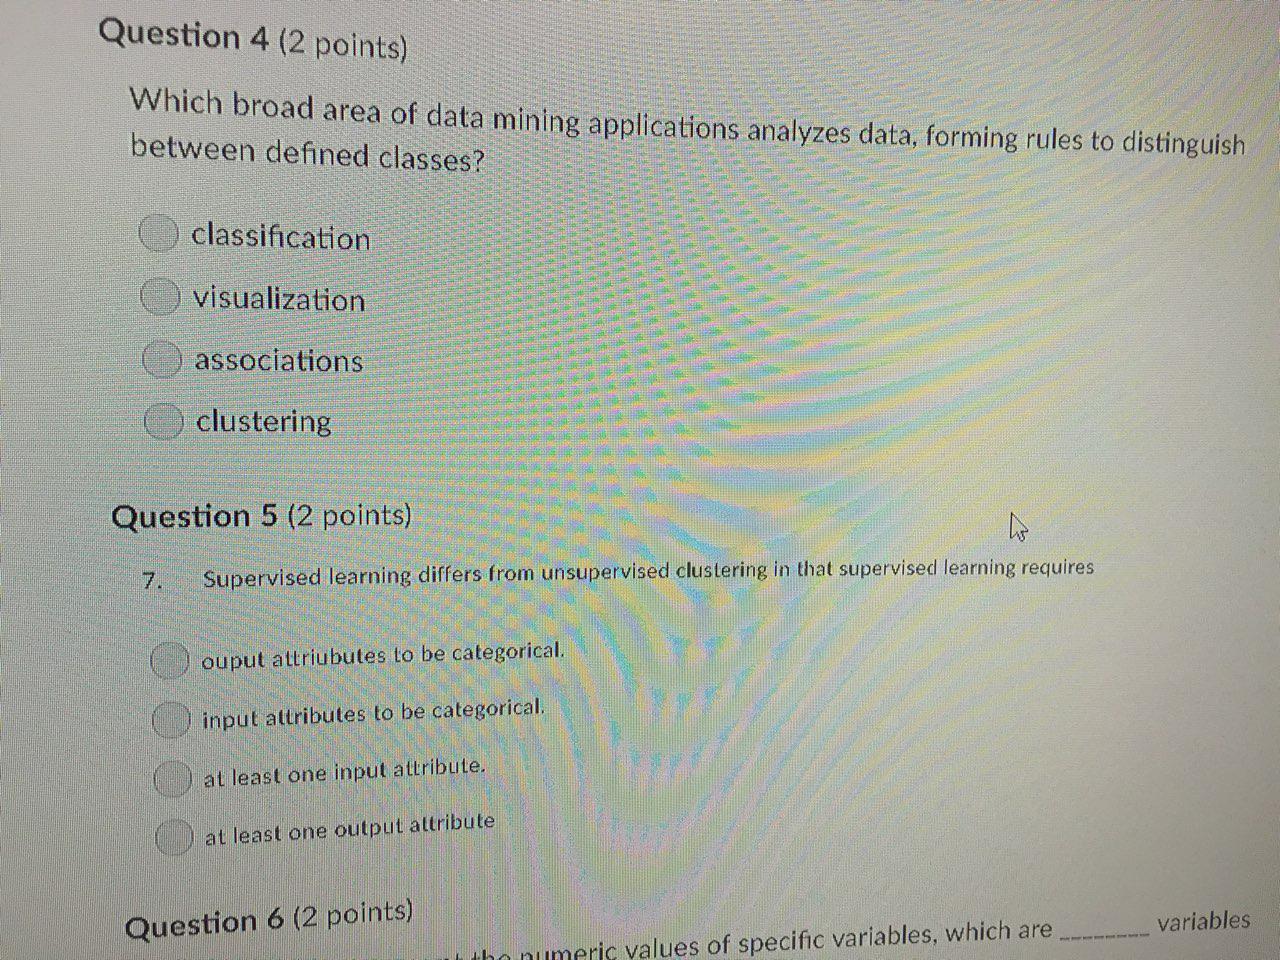 Question 4 (2 points)
Which broad area of data mining applications analyzes data, forming rules to distinguish
between defined classes?
classification
visualization
associations
clustering
Question 5 (2 points)
7. Supervised learning differs from unsupervised clustering in that supervised learning requires
ouput attriubutes to be categorical.
input attributes to be categorical.
at least one input attribute.
at least one output attribute
Question 6 (2 points)
the numeric values of specific variables, which are ________ variables